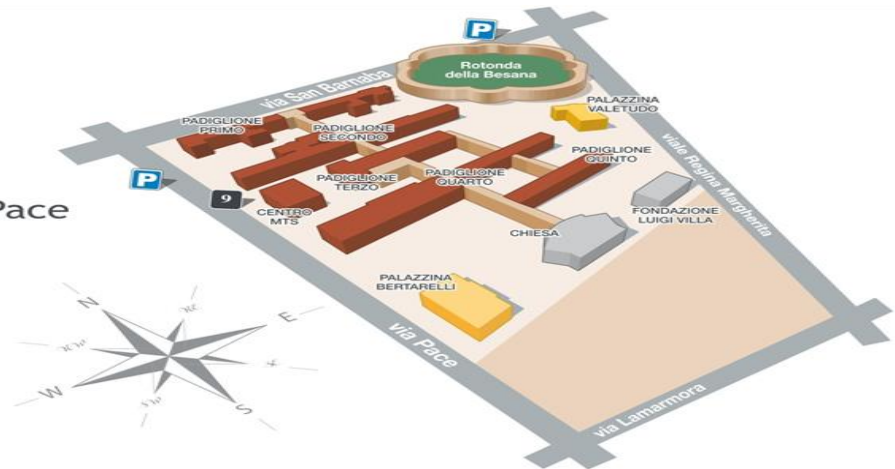 P
Rotonda
della Besana
via San Barnaba
PALAZZINA
VALETUDO
PADIGLIONE
PRIMO
PADIGLIONE
SECONDO
viale Regina Margherita
PADIGLIONE
QUINTO
P
PADIGLIONE
TERZO
PADIGLIONE
QUARTO
9
Pace
CENTRO
MTS
FONDAZIONE
LUIGI VILLA
CHIESA
PALAZZINA
BERTARELLI
via Pace
N
E
W
S
via Lamarmora